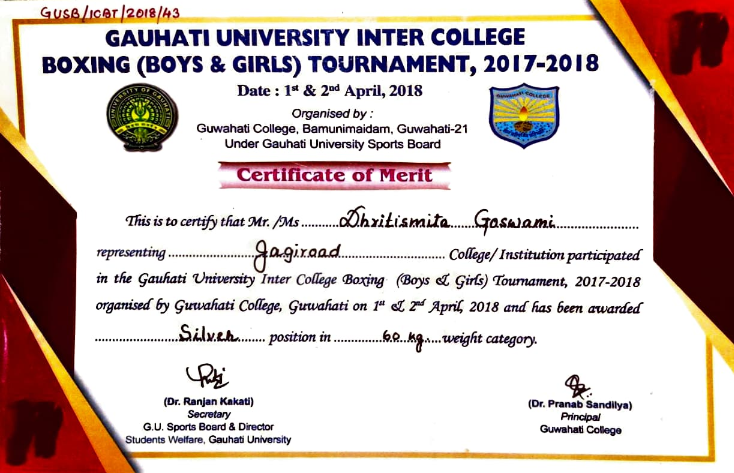 GUSB/ICBT/2018/43
GAUHATI UNIVERSITY INTER COLLEGE
BOXING (BOYS & GIRLS) TOURNAMENT, 2017-2018
Date : 1st & 2nd April, 2018
Organised by :
Guwahati College, Bamunimaidam, Guwahati-21
Under Gauhati University Sports Board
UNIVERSITY OF GAUHATI
GUWAHATI COLLEGE
Certificate of Merit
This is to certify that Mr. /Ms ..........Dhritismita Goswami..........
representing ..........Jagiroad.......... College/ Institution participated
in the Gauhati University Inter College Boxing (Boys & Girls) Tournament, 2017-2018
organised by Guwahati College, Guwahati on 1st & 2nd April, 2018 and has been awarded
..........Silver.......... position in ..........60 kg.....weight category.
(Dr. Ranjan Kakati)
Secretary
G.U. Sports Board & Director
Students Welfare, Gauhati University
(Dr. Pranab Sandilya)
Principal
Guwahati College